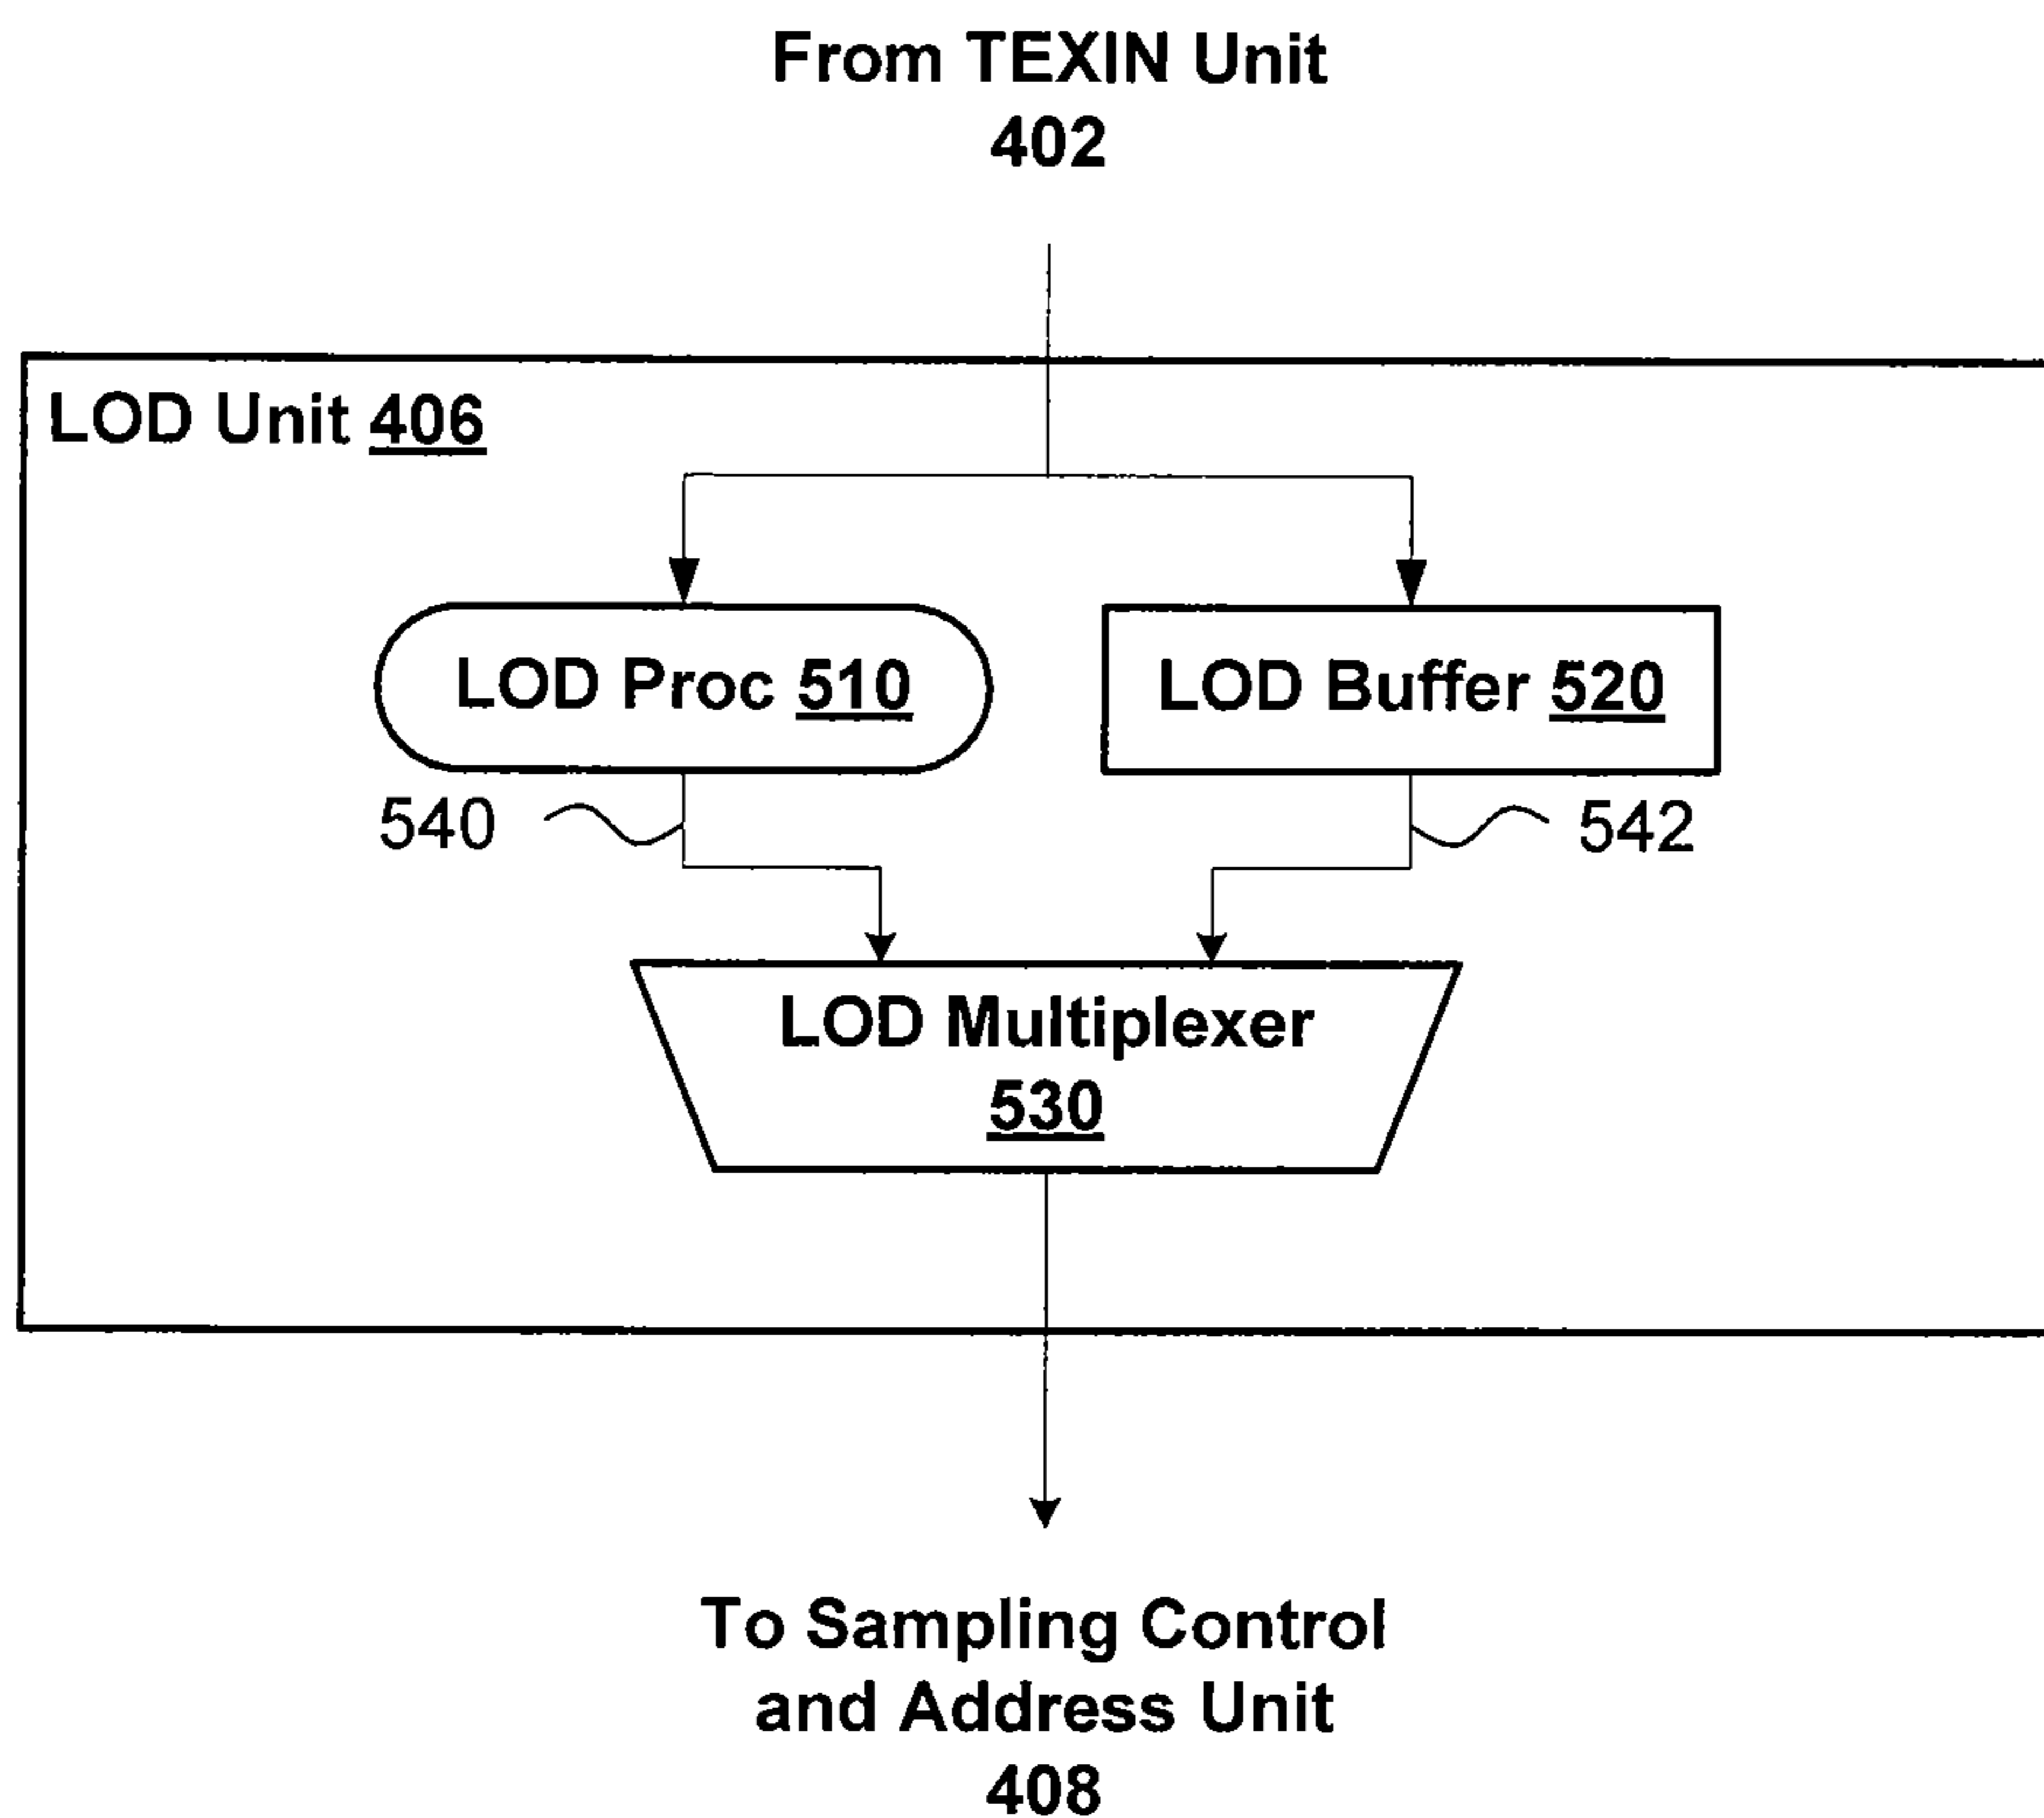 From TEXIN Unit
402
LOD Unit 406
LOD Proc 510
LOD Buffer 520
540
542
LOD Multiplexer
530
To Sampling Control
and Address Unit
408